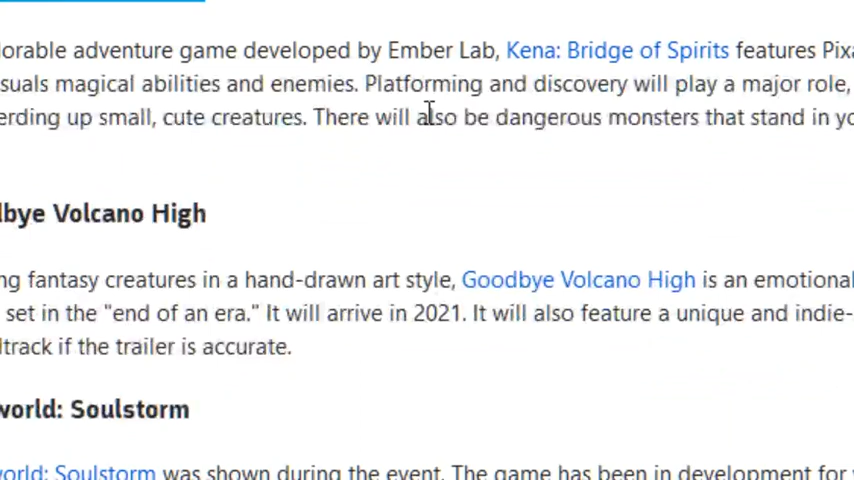 orable adventure game developed by Ember Lab, Kena: Bridge of Spirits features Pix
suals magical abilities and enemies. Platforming and discovery will play a major role,
erding up small, cute creatures. There will also be dangerous monsters that stand in yo
bye Volcano High
ng fantasy creatures in a hand-drawn art style, Goodbye Volcano High is an emotional
set in the "end of an era." It will arrive in 2021. It will also feature a unique and indie-
track if the trailer is accurate.
world: Soulstorm
world: Soulstorm was shown during the event. The game has been in development for